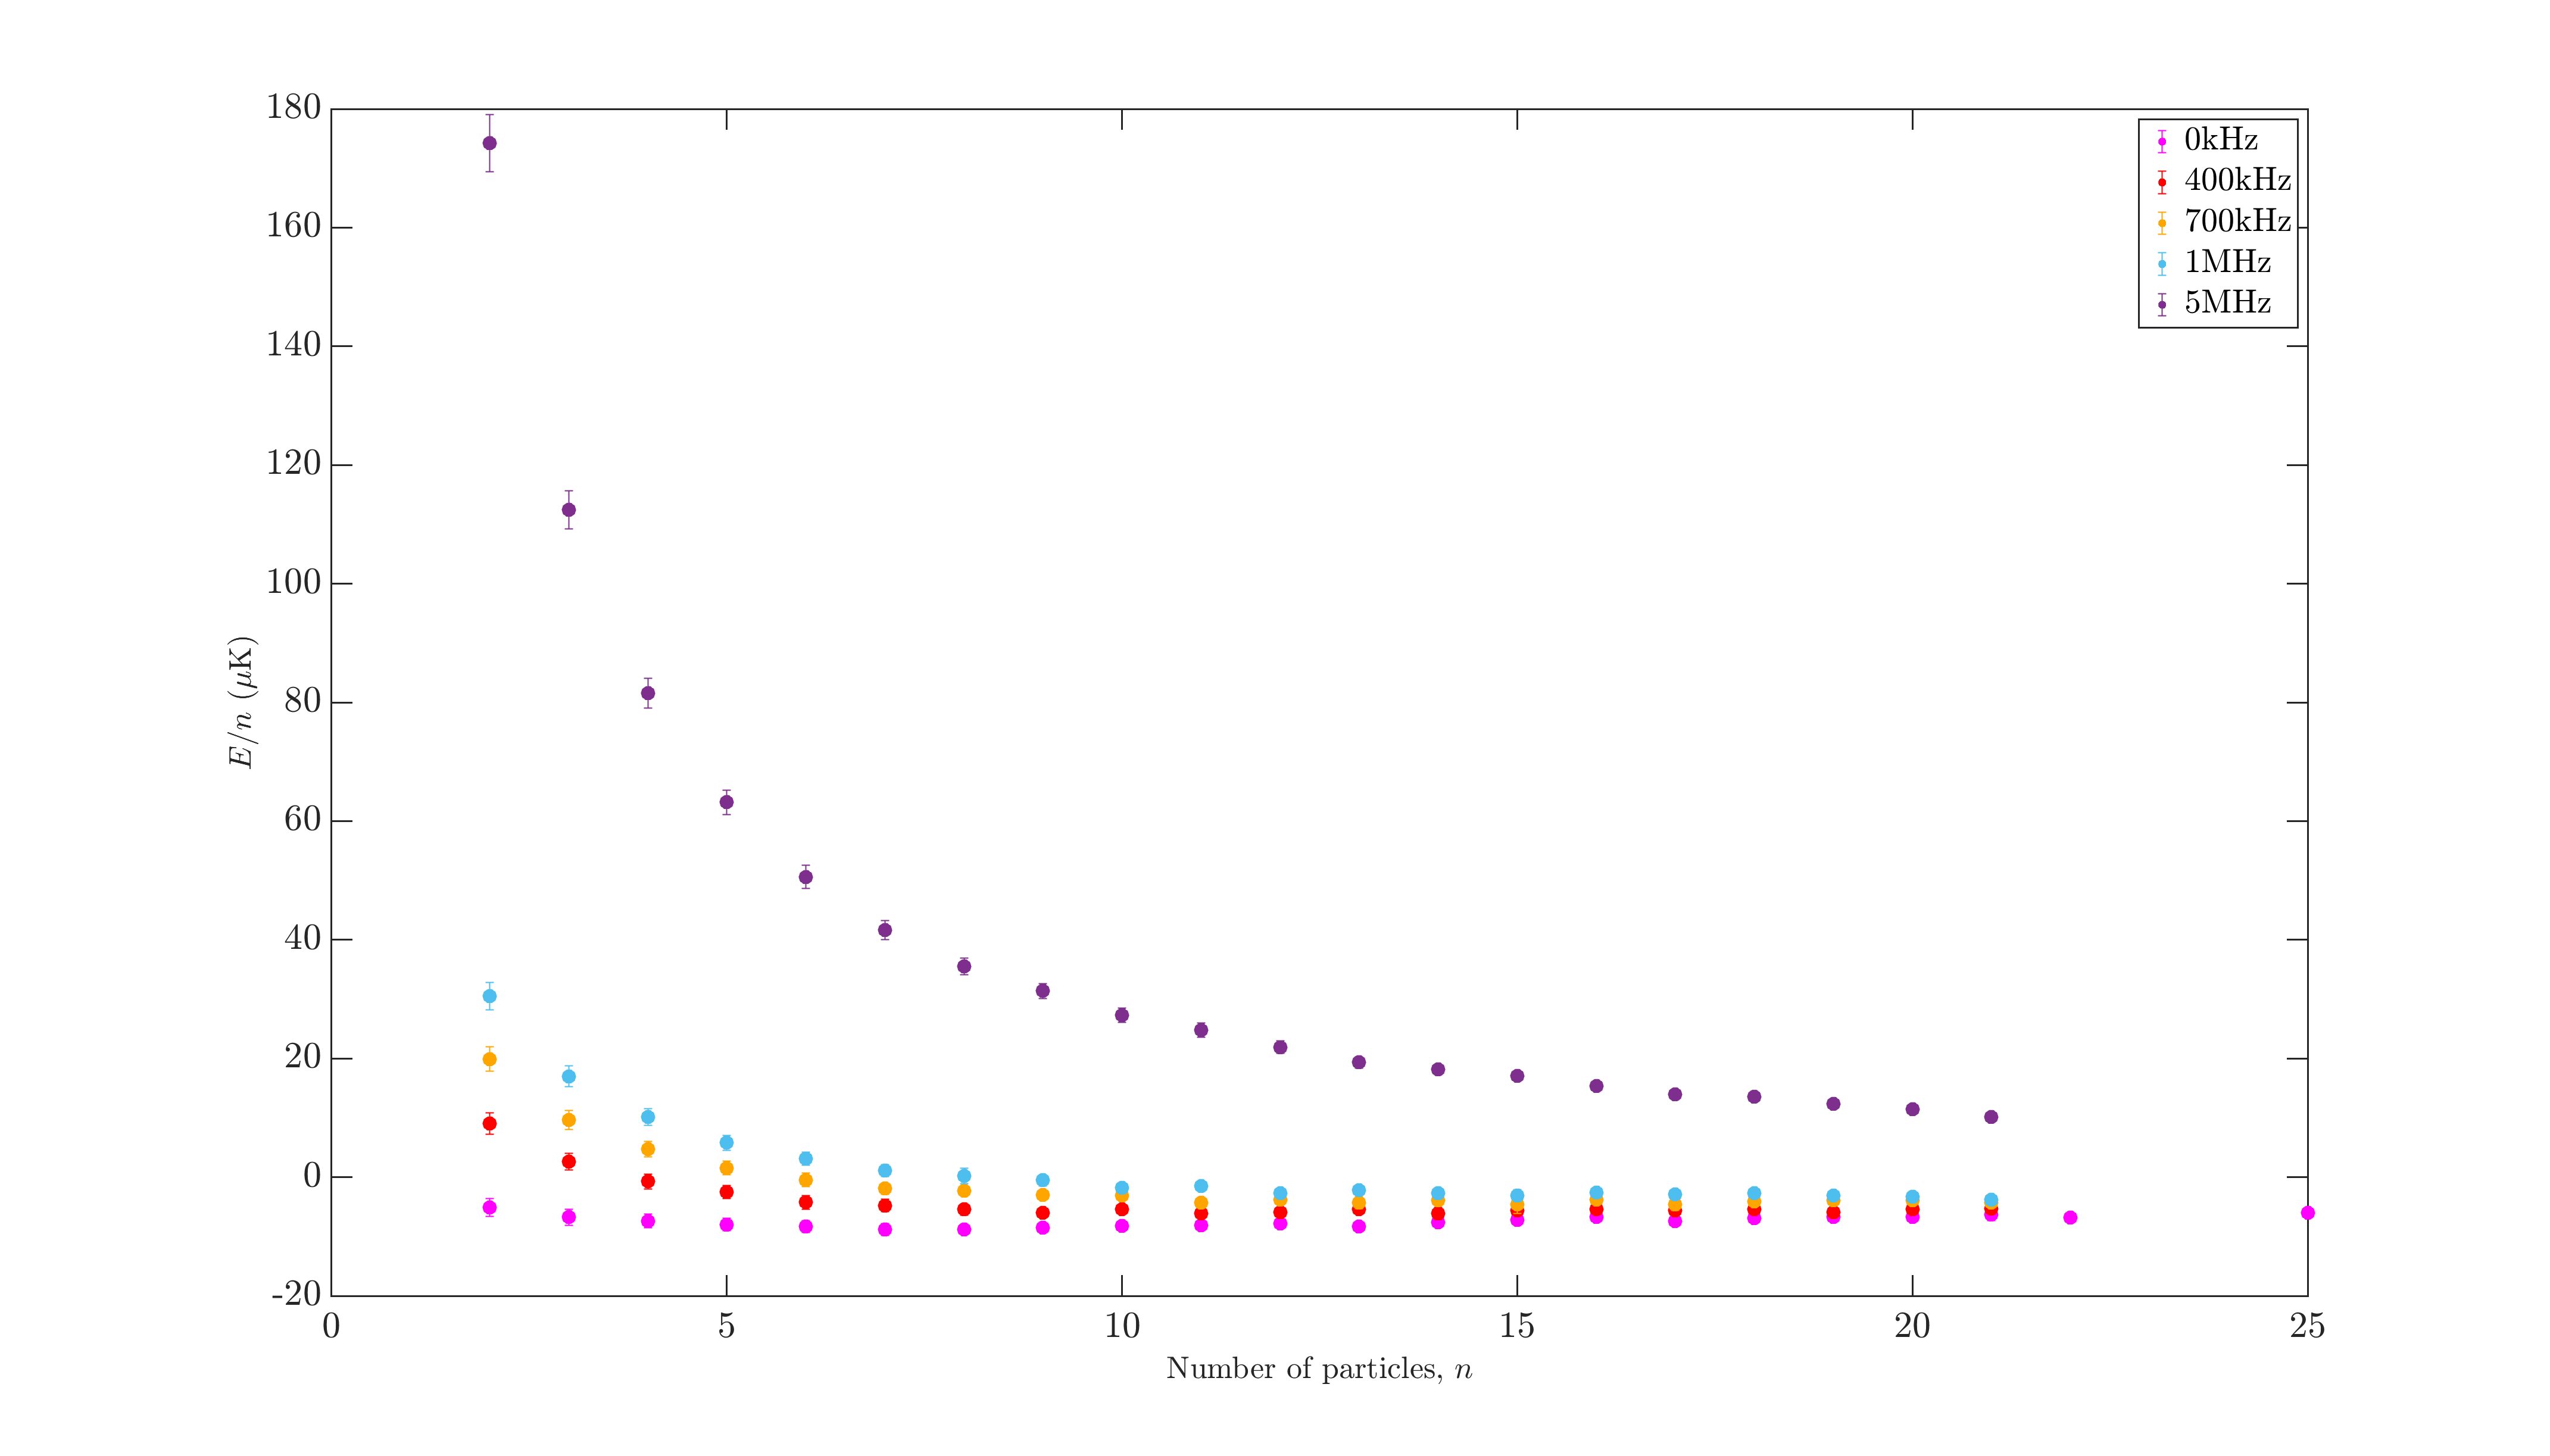 180
160
140
120
100
80
60
40
20
0
-20
E/n (μK)
0 5 10 15 20 25
Number of particles, n
0kHz
400kHz
700kHz
1MHz
5MHz